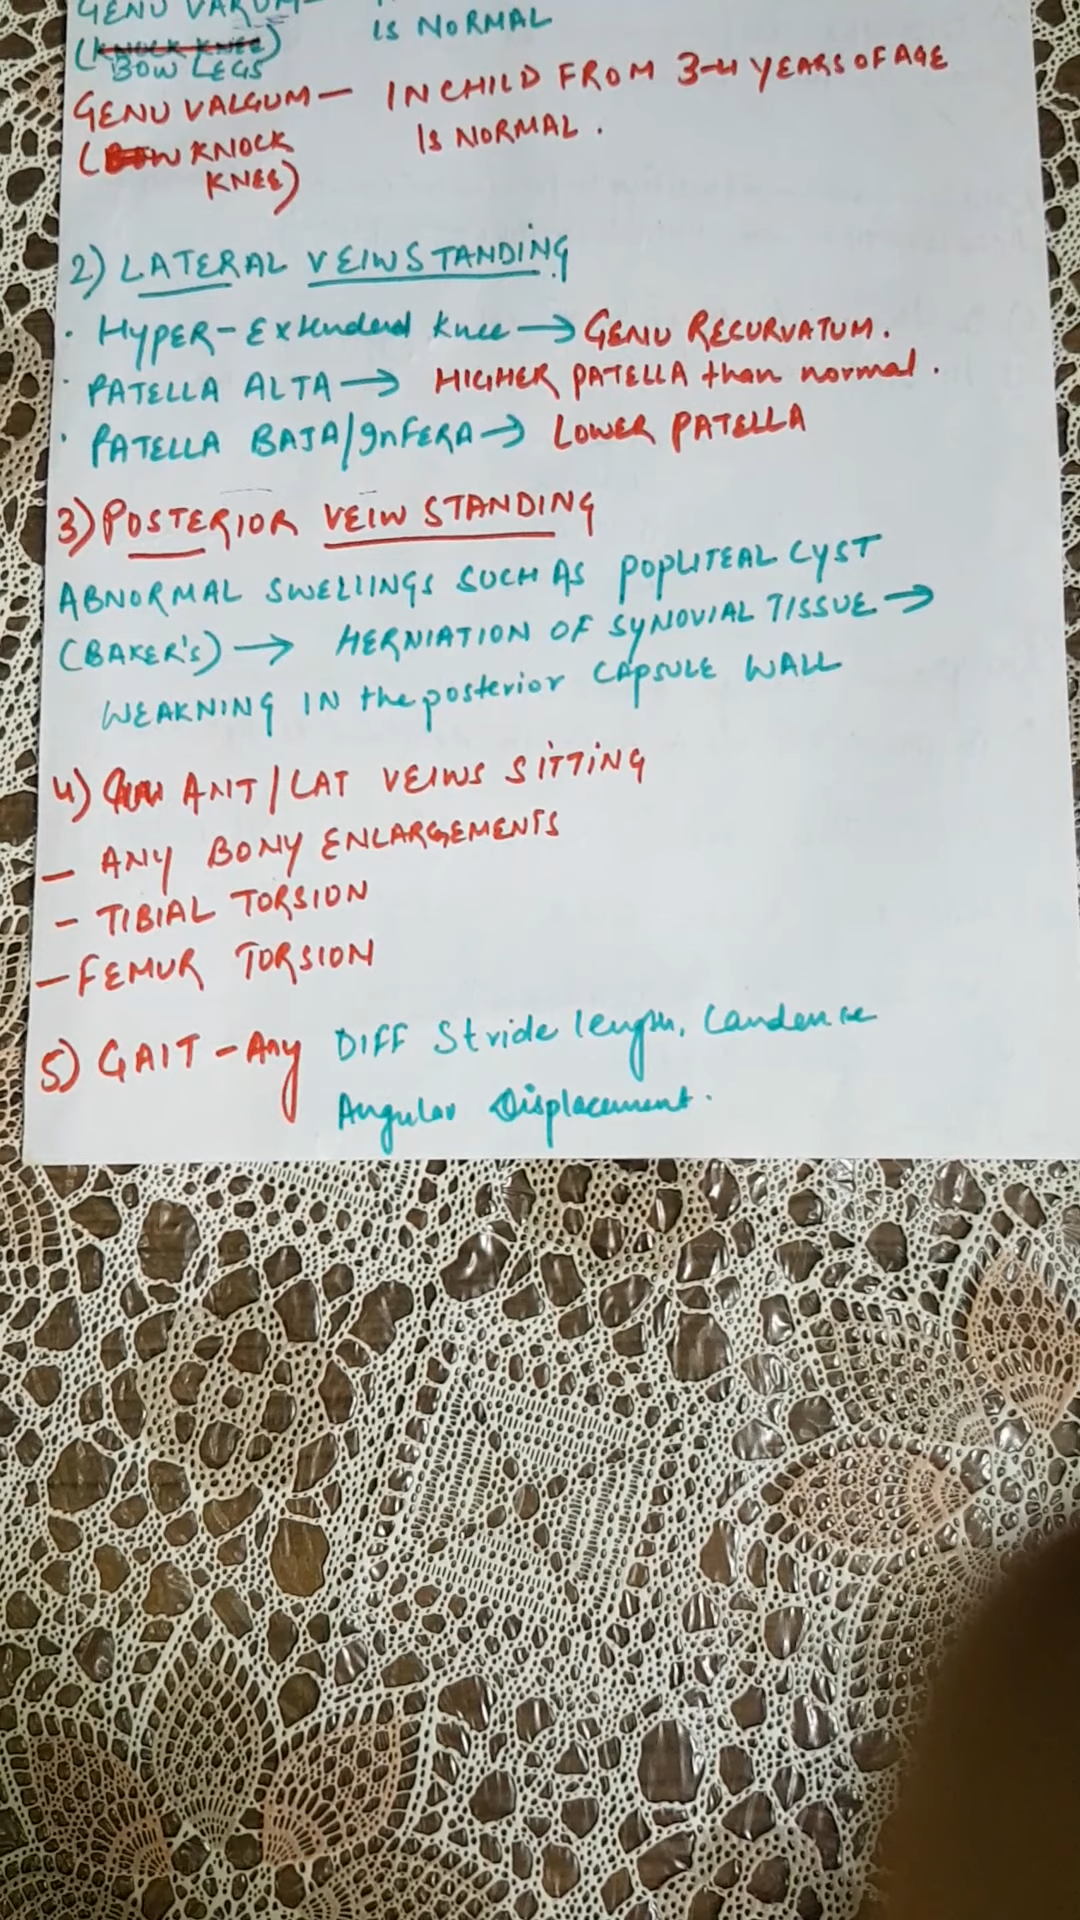 GENU VARUM-
IS NORMAL
(KNOCK KNEE)
BOW LEGS
GENU VALGUM - IN CHILD FROM 3-4 YEARS OF AGE
(BOW KNOCK IS NORMAL.
KNEE)
2) LATERAL VEIW STANDING
· HYPER-Extended knee → GENU RECURVATUM.
· PATELLA ALTA → HIGHER PATELLA than normal.
· PATELLA BAJA/InFERA → LOWER PATELLA
3) POSTERIOR VEIW STANDING
ABNORMAL SWELLINGS SUCH AS POPLITEAL CYST
(BAKER'S) → HERNIATION OF SYNOVIAL TISSUE →
WEAKNING IN the posterior CAPSULE WALL
4) ANT/LAT VEIWS SITTING
- ANY BONY ENLARGEMENTS
- TIBIAL TORSION
- FEMUR TORSION
5) GAIT - Any DIFF Stride length, Candence
Angular Displacement.